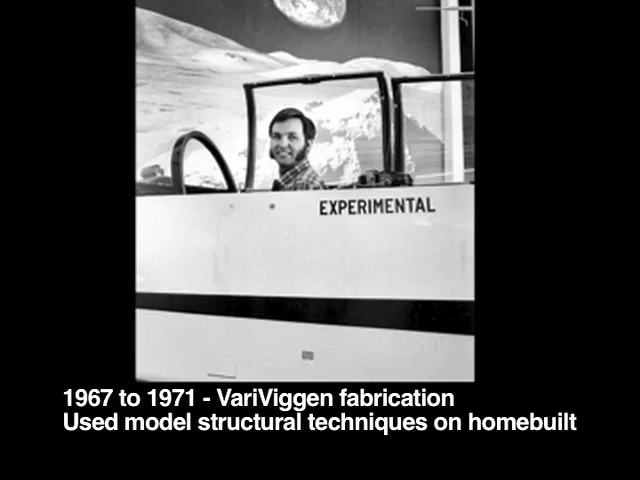 EXPERIMENTAL
1967 to 1971 - VariViggen fabrication
Used model structural techniques on homebuilt